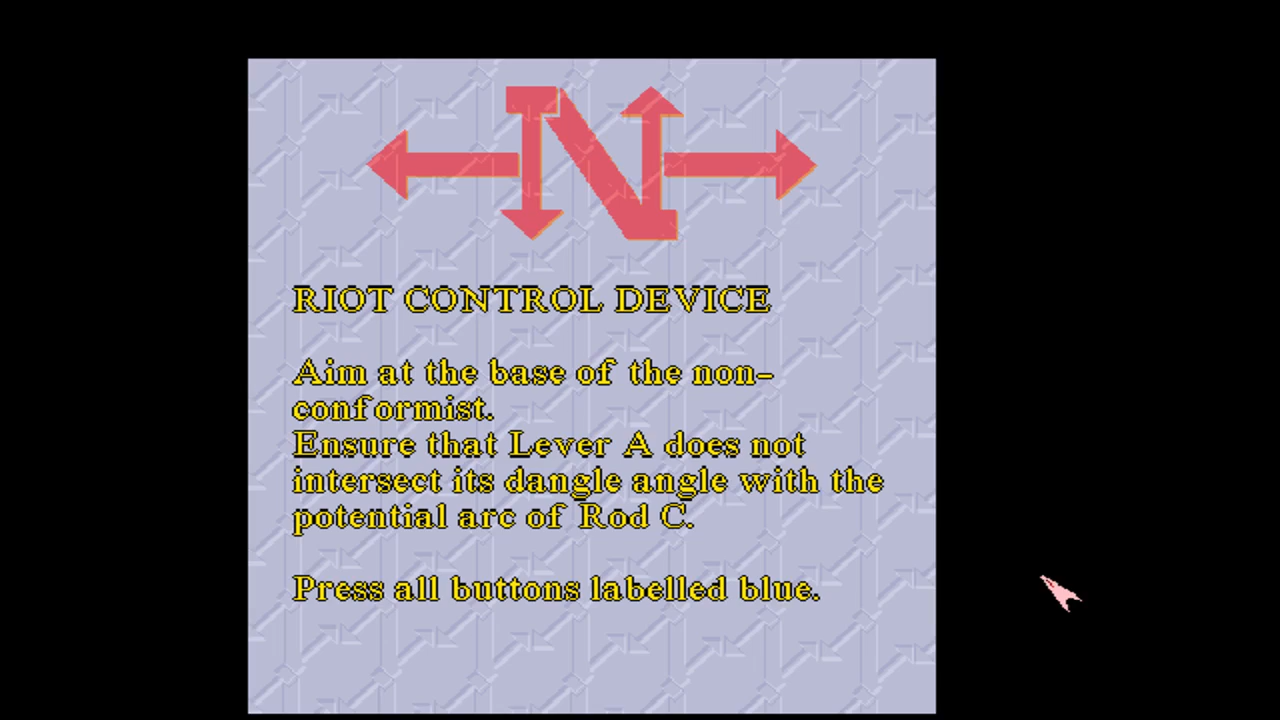 N
RIOT CONTROL DEVICE
Aim at the base of the non-
conformist.
Ensure that Lever A does not
intersect its dangle angle with the
potential arc of Rod C.
Press all buttons labelled blue.